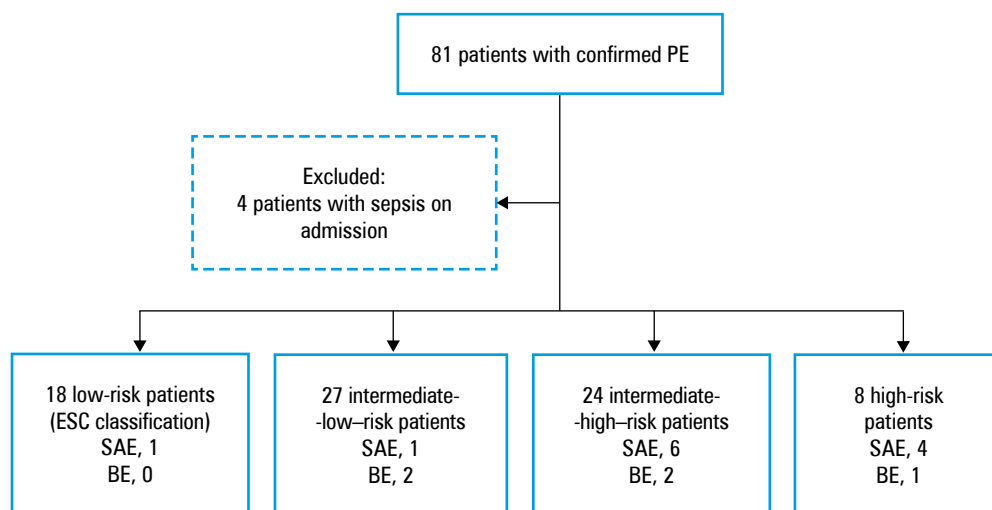 81 patients with confirmed PE
Excluded:
4 patients with sepsis on
admission
18 low-risk patients
(ESC classification)
SAE, 1
BE, 0
27 intermediate-
-low–risk patients
SAE, 1
BE, 2
24 intermediate-
-high–risk patients
SAE, 6
BE, 2
8 high-risk
patients
SAE, 4
BE, 1